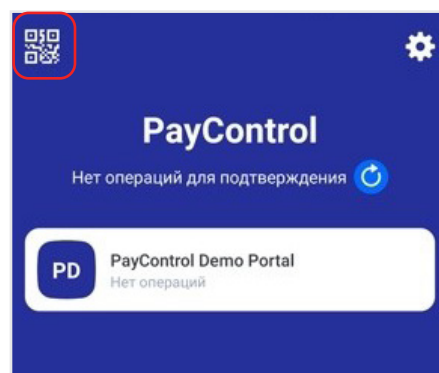 PayControl
Нет операций для подтверждения
PD
PayControl Demo Portal
Нет операций